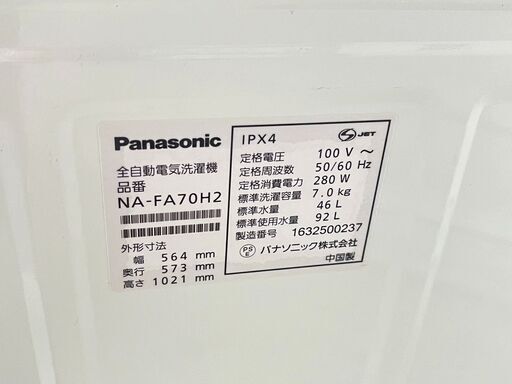 Panasonic
全自動電気洗濯機
品番
NA-FA70H2
外形寸法
幅 564 mm
奥行 573 mm
高さ 1021 mm
IPX4
S JET
定格電圧 100 V ～
定格周波数 50/60 Hz
定格消費電力 280 W
標準洗濯容量 7.0 kg
標準水量 46 L
標準使用水量 92 L
製造番号 1632500237
PSE パナソニック株式会社
中国製